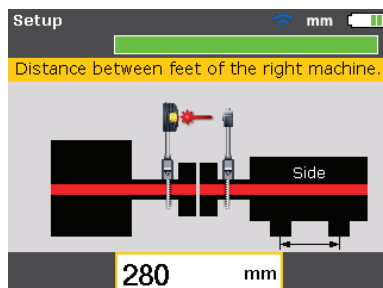 Setup mm
Distance between feet of the right machine.
Side
280 mm